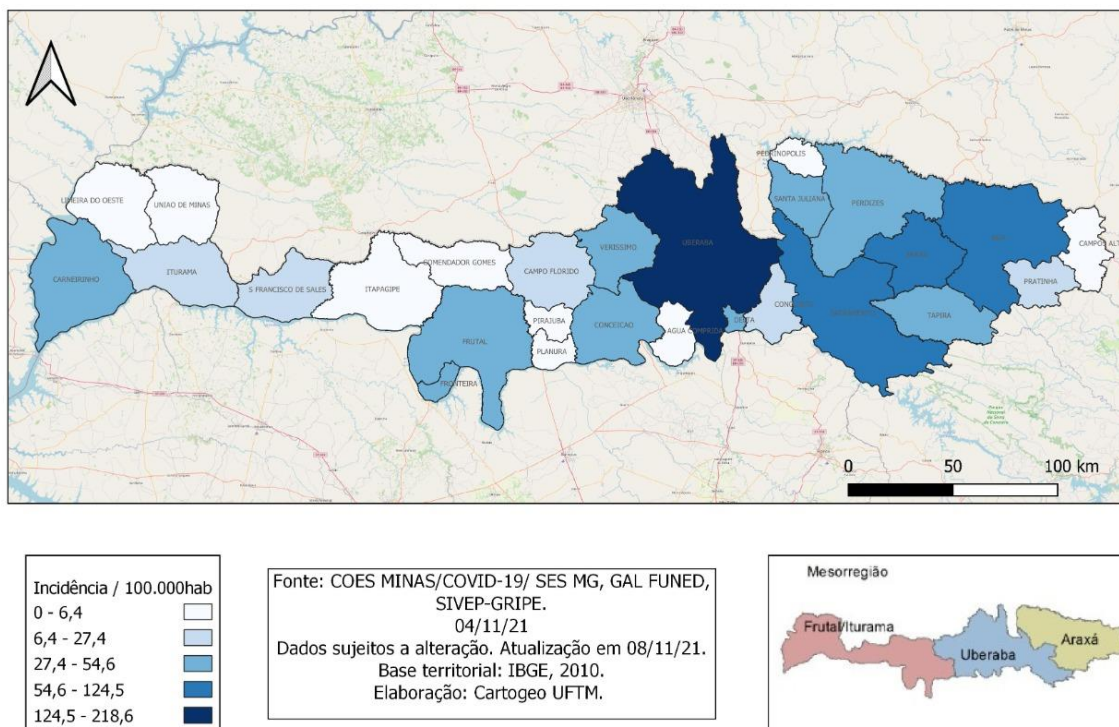 PEDRINOPOLIS
LIMEIRA DO OESTE
UNIAO DE MINAS
SANTA JULIANA
PERDIZES
UBERABA
VERISSIMO
CARNEIRINHO
ITURAMA
COMENDADOR GOMES
CAMPO FLORIDO
S FRANCISCO DE SALES
ITAPAGIPE
PRATINHA
PIRAJUBA
CONCEICAO
AGUA COMPRIDA
DELTA
TAPIRA
FRUTAL
PLANURA
FRONTEIRA
0 50 100 km
Incidência / 100.000hab
0 - 6,4
6,4 - 27,4
27,4 - 54,6
54,6 - 124,5
124,5 - 218,6
Fonte: COES MINAS/COVID-19/ SES MG, GAL FUNED,
SIVEP-GRIPE.
04/11/21
Dados sujeitos a alteração. Atualização em 08/11/21.
Base territorial: IBGE, 2010.
Elaboração: Cartogeo UFTM.
Mesorregião
Frutal/Iturama
Uberaba
Araxá